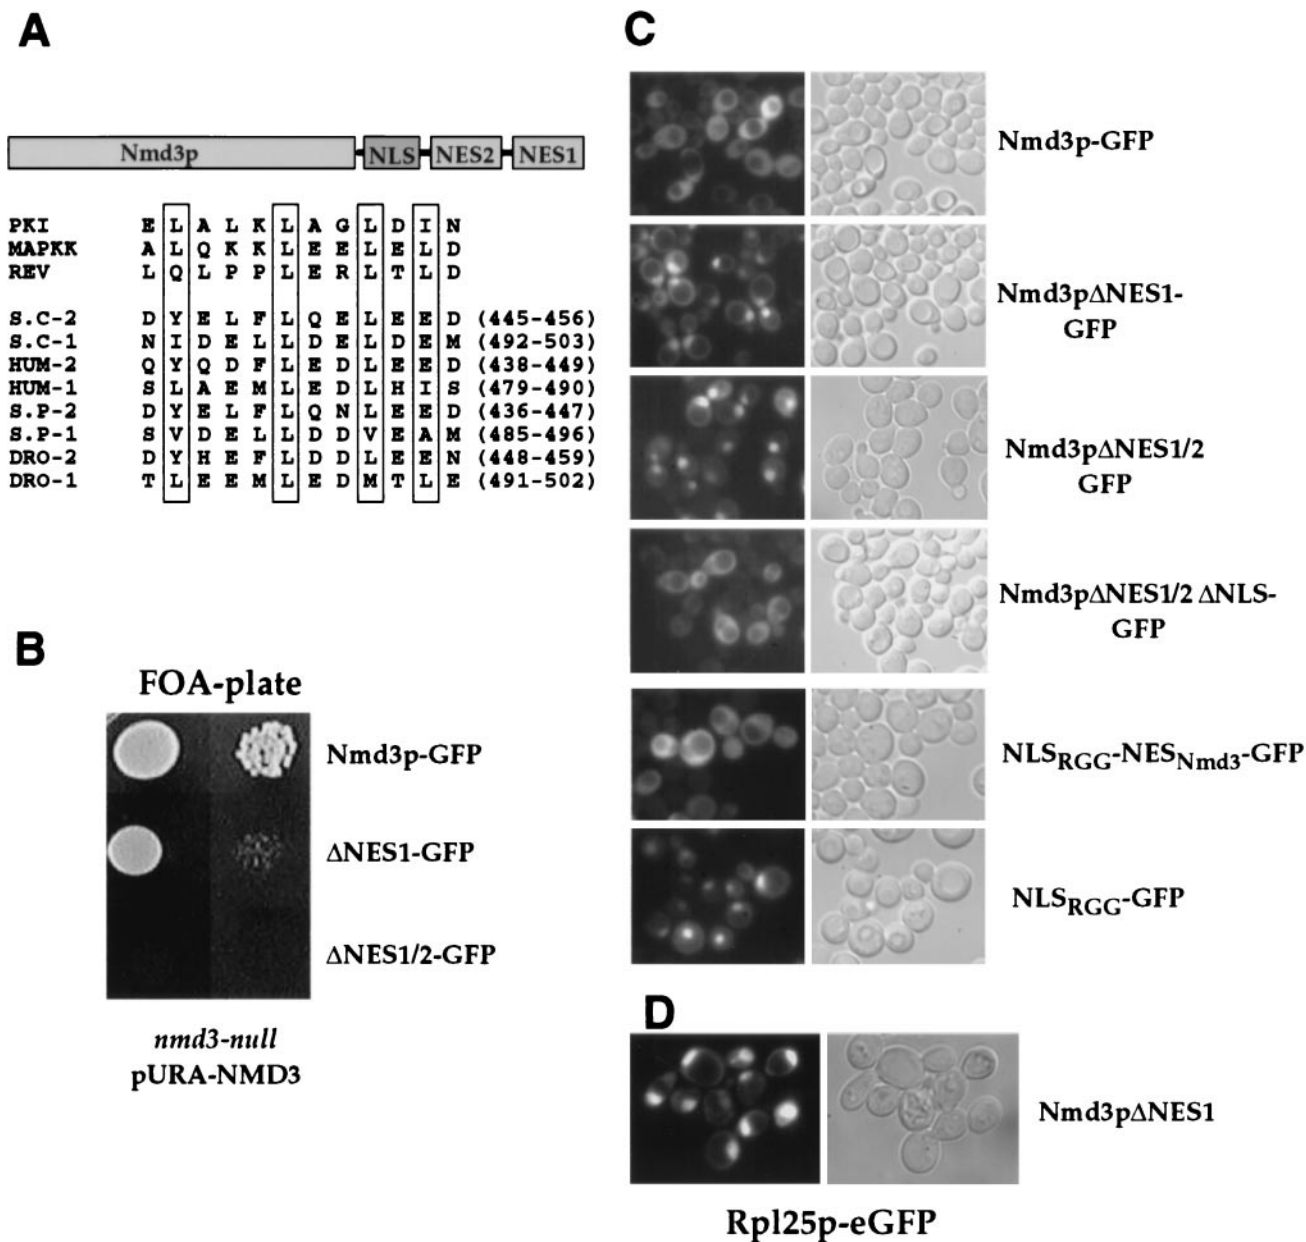 A
Nmd3p NLS NES2 NES1
PKI E L A L K L A G L D I N
MAPKK A L Q K K L E E L E L D
REV L Q L P P L E R L T L D
S.C-2 D Y E L F L Q E L E E D (445-456)
S.C-1 N I D E L L D E L D E M (492-503)
HUM-2 Q Y Q D F L E D L E E D (438-449)
HUM-1 S L A E M L E D L H I S (479-490)
S.P-2 D Y E L F L Q N L E E D (436-447)
S.P-1 S V D E L L D D V E A M (485-496)
DRO-2 D Y H E F L D D L E E N (448-459)
DRO-1 T L E E M L E D M T L E (491-502)
B
FOA-plate
Nmd3p-GFP
ΔNES1-GFP
ΔNES1/2-GFP
nmd3-null
pURA-NMD3
C
Nmd3p-GFP
Nmd3pΔNES1-
GFP
Nmd3pΔNES1/2
GFP
Nmd3pΔNES1/2 ΔNLS-
GFP
NLSRGG-NESNmd3-GFP
NLSRGG-GFP
D
Nmd3pΔNES1
Rpl25p-eGFP